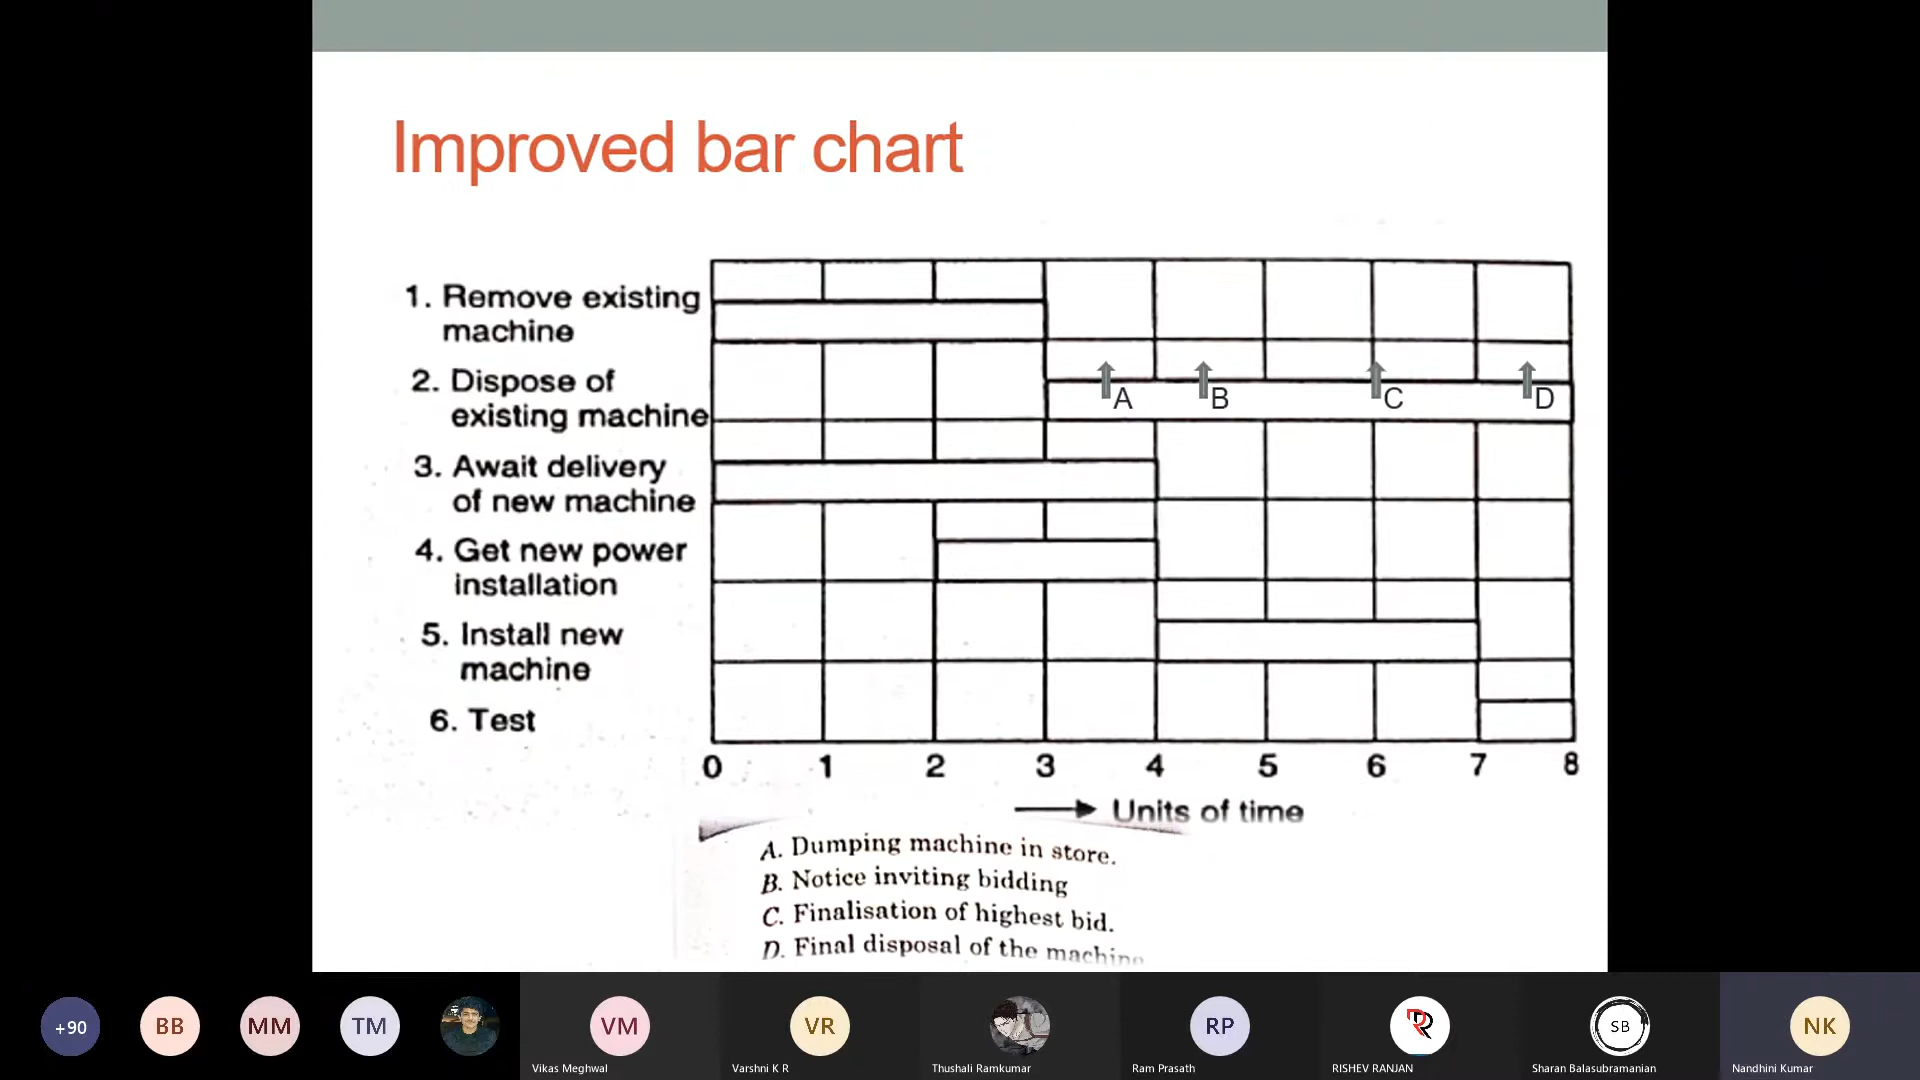 Improved bar chart
1. Remove existing
machine
2. Dispose of
existing machine
3. Await delivery
of new machine
4. Get new power
installation
5. Install new
machine
6. Test
A
B
C
D
0 1 2 3 4 5 6 7 8
Units of time
A. Dumping machine in store.
B. Notice inviting bidding
C. Finalisation of highest bid.
D. Final disposal of the machine
+90
BB
MM
TM
VM
VR
RP
R
SB
NK
Vikas Meghwal
Varshni K R
Thushali Ramkumar
Ram Prasath
RISHEV RANJAN
Sharan Balasubramanian
Nandhini Kumar